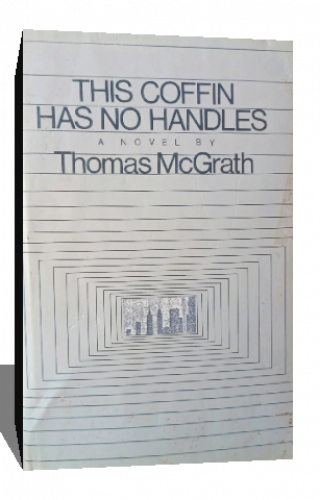 THIS COFFIN
HAS NO HANDLES
A NOVEL BY
Thomas McGrath